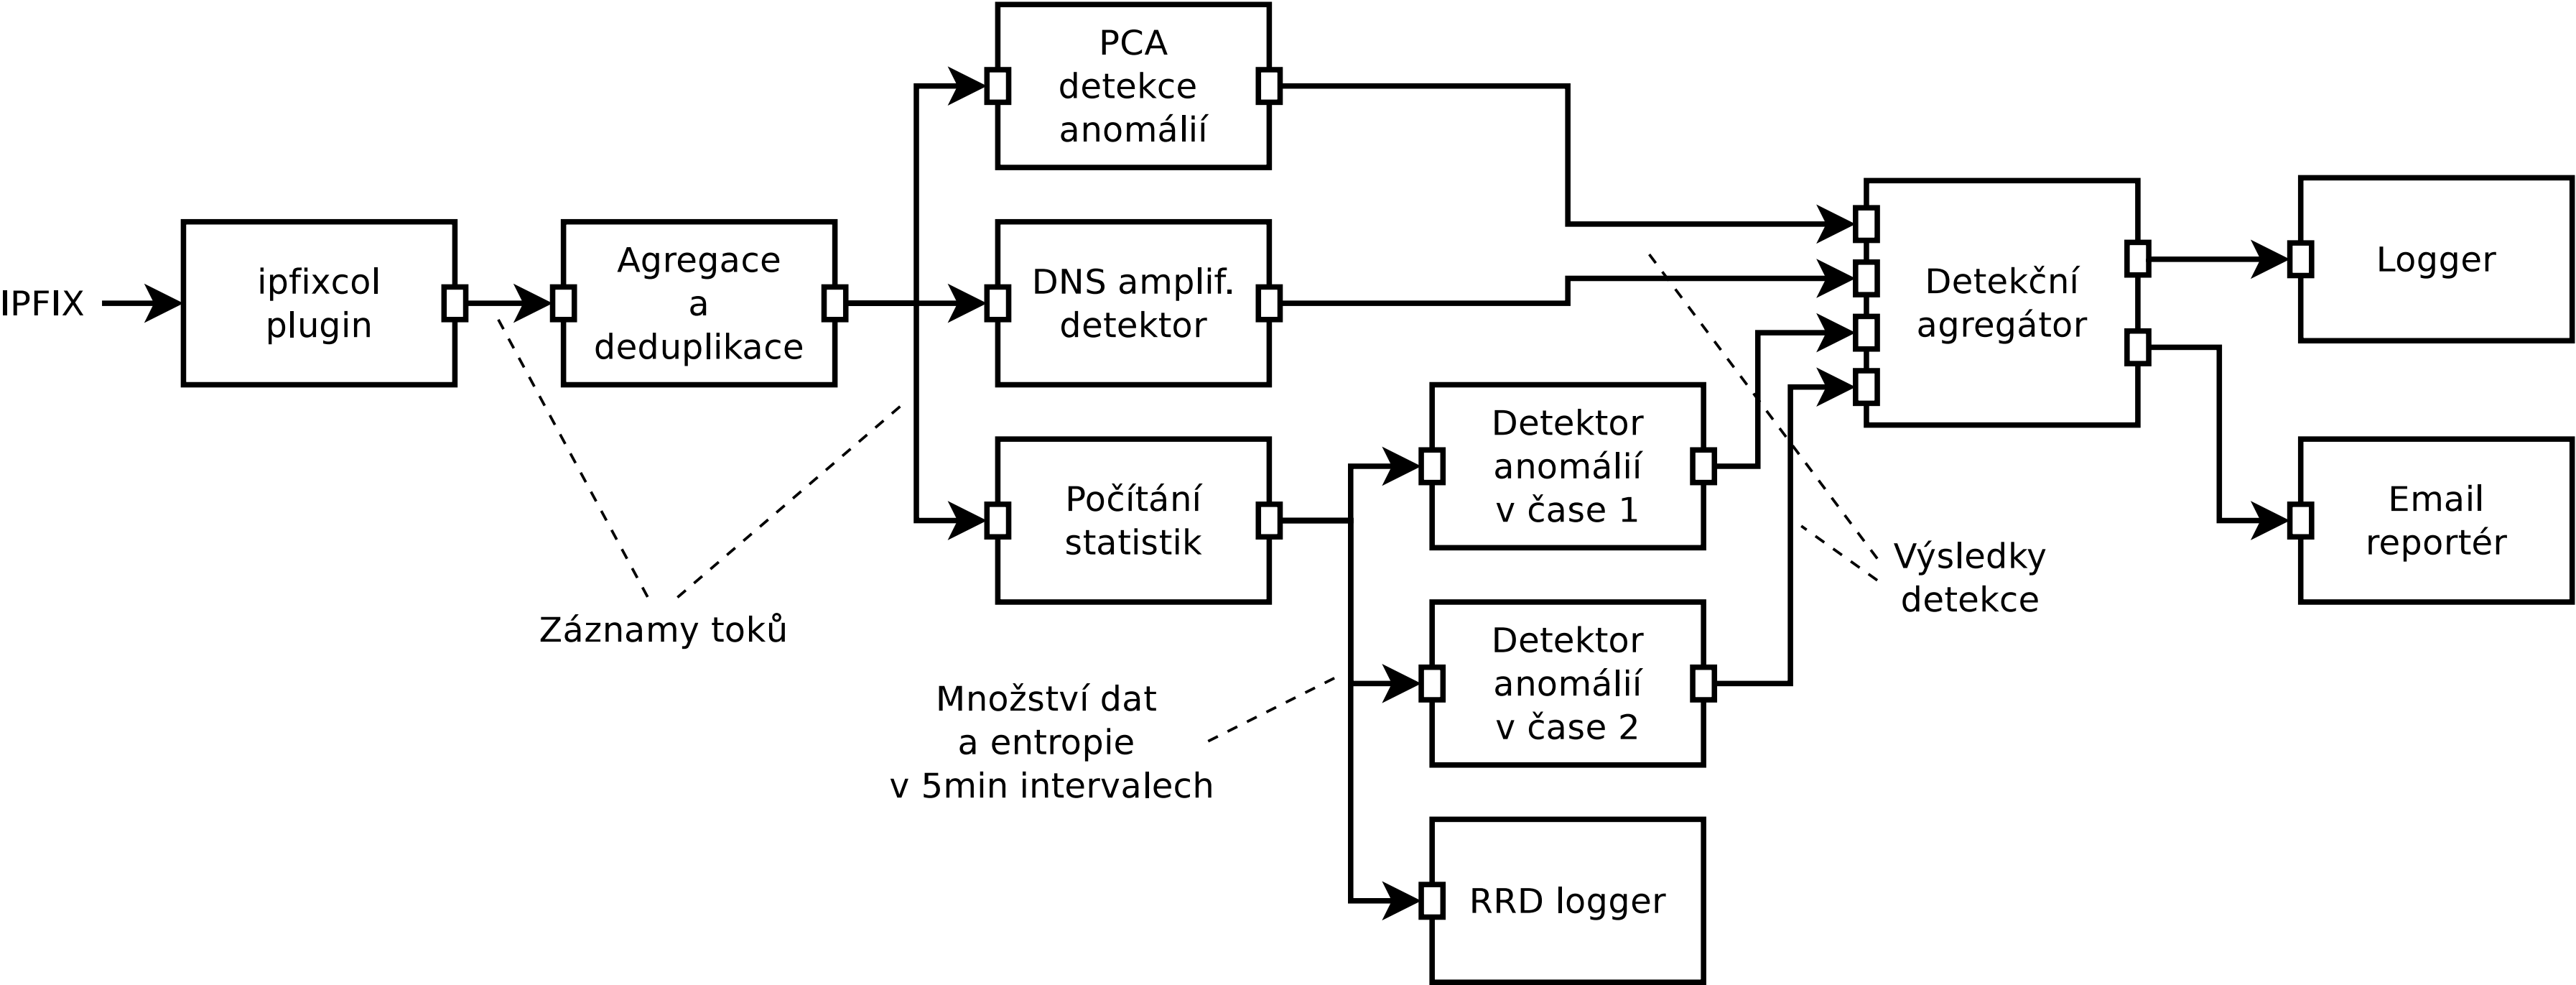 IPFIX
ipfixcol
plugin
Agregace
a
deduplikace
Záznamy toků
PCA
detekce
anomálií
DNS amplif.
detektor
Počítání
statistik
Množství dat
a entropie
v 5min intervalech
Detektor
anomálií
v čase 1
Detektor
anomálií
v čase 2
RRD logger
Výsledky
detekce
Detekční
agregátor
Logger
Email
reportér